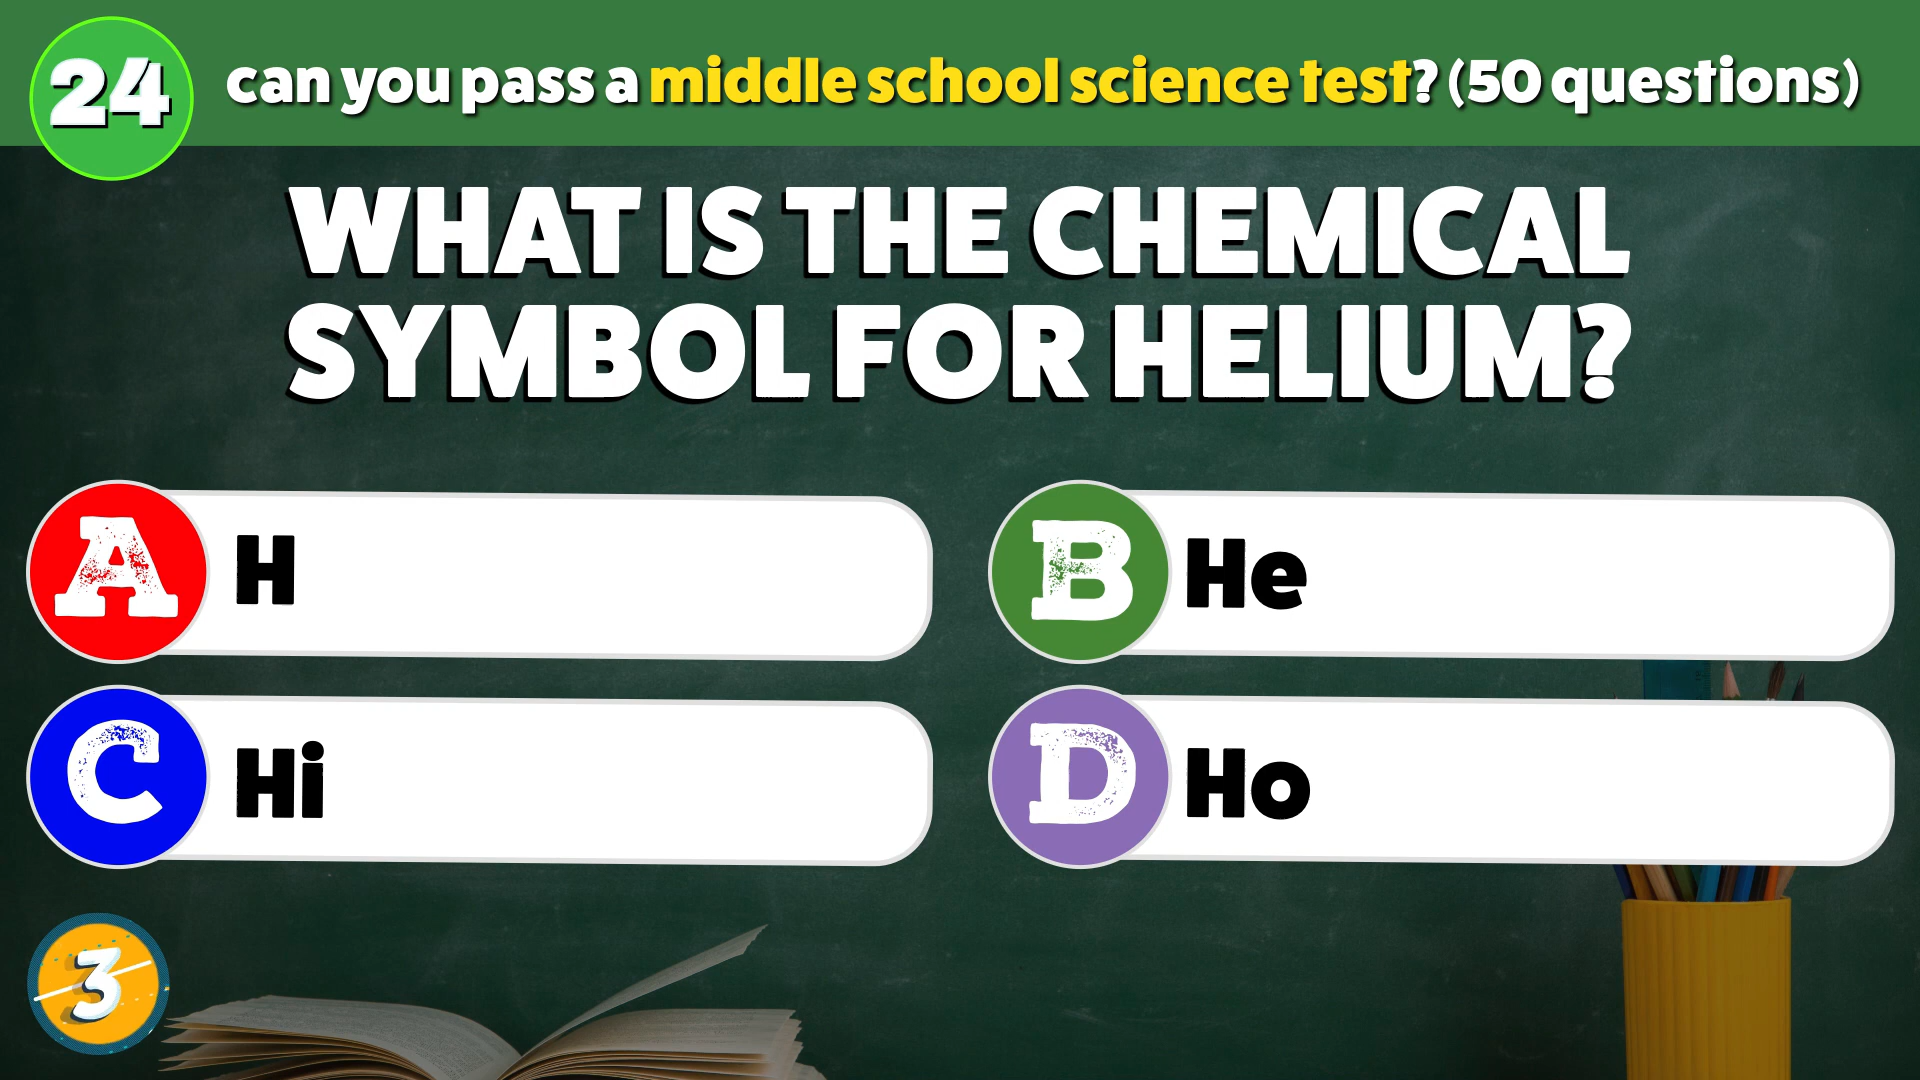 24
can you pass a middle school science test? (50 questions)
WHAT IS THE CHEMICAL
SYMBOL FOR HELIUM?
A H
B He
C Hi
D Ho
3